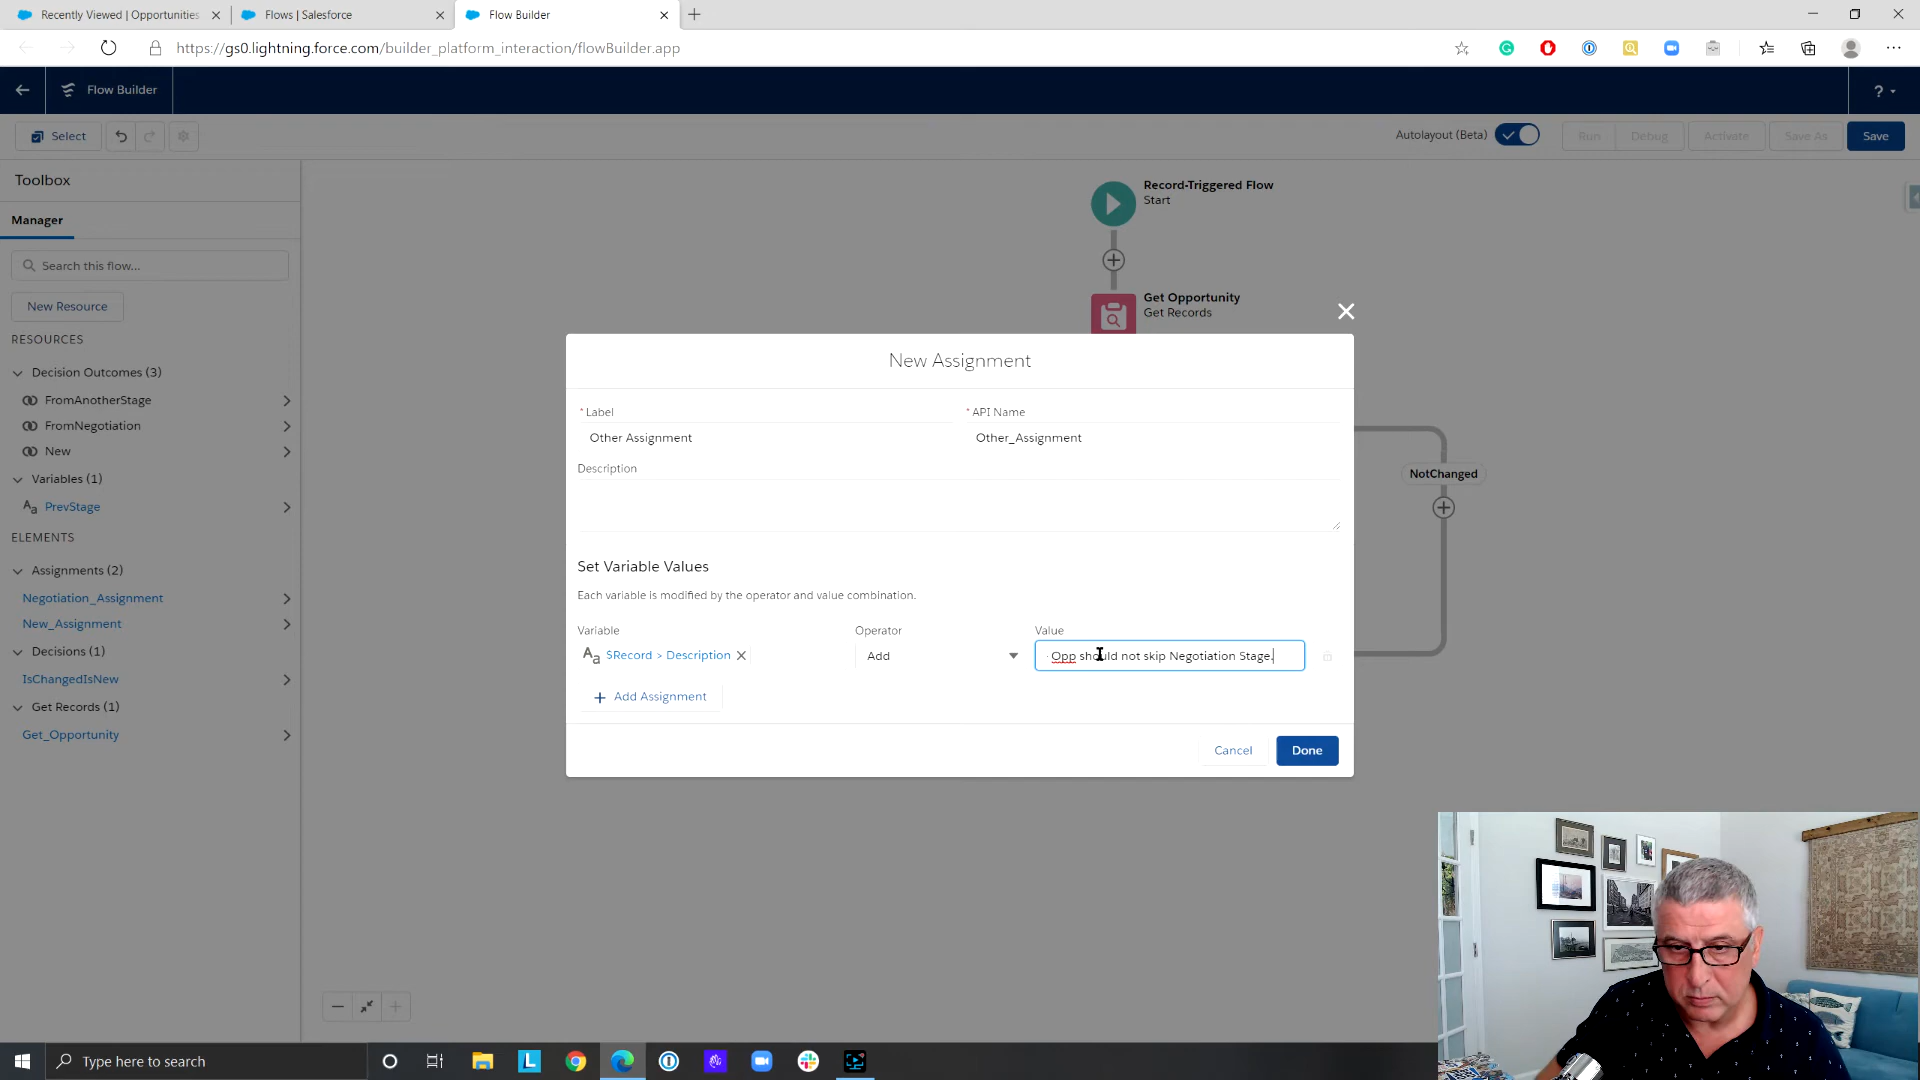 Recently Viewed | Opportunities
Flows | Salesforce
Flow Builder
https://gs0.lightning.force.com/builder_platform_interaction/flowBuilder.app
Flow Builder
?
Select
Autolayout (Beta)
Run
Debug
Activate
Save As
Save
Toolbox
Manager
Search this flow...
New Resource
RESOURCES
Decision Outcomes (3)
FromAnotherStage
FromNegotiation
New
Variables (1)
PrevStage
ELEMENTS
Assignments (2)
Negotiation_Assignment
New_Assignment
Decisions (1)
IsChangedIsNew
Get Records (1)
Get_Opportunity
Record-Triggered Flow
Start
Get Opportunity
Get Records
NotChanged
New Assignment
* Label
Other Assignment
* API Name
Other_Assignment
Description
Set Variable Values
Each variable is modified by the operator and value combination.
Variable
Operator
Value
$Record > Description
Add
- Opp should not skip Negotiation Stage.
Add Assignment
Cancel
Done
Type here to search